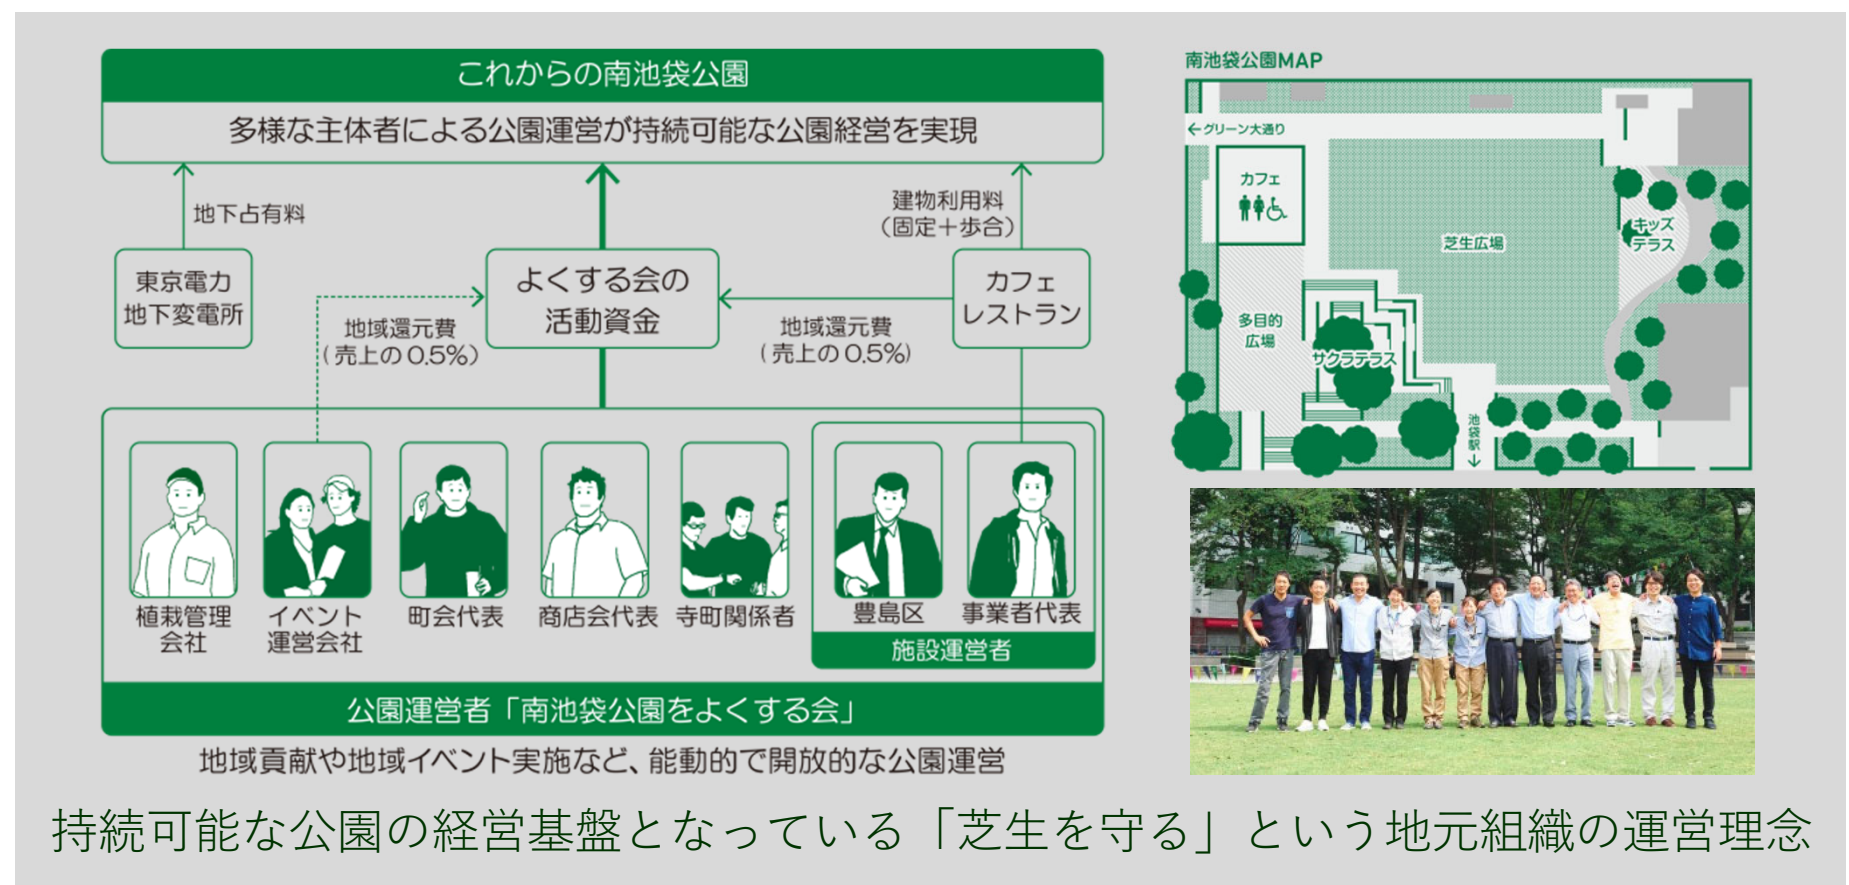 これからの南池袋公園
多様な主体者による公園運営が持続可能な公園経営を実現
地下占有料
建物利用料
（固定＋歩合）
東京電力
地下変電所
よくする会の
活動資金
カフェ
レストラン
地域還元費
（売上の0.5%）
地域還元費
（売上の0.5%）
植栽管理
会社
イベント
運営会社
町会代表
商店会代表
寺町関係者
豊島区
事業者代表
施設運営者
公園運営者「南池袋公園をよくする会」
地域貢献や地域イベント実施など、能動的で開放的な公園運営
南池袋公園MAP
←グリーン大通り
カフェ
芝生広場
キッズ
テラス
多目的
広場
サクラテラス
池袋駅
持続可能な公園の経営基盤となっている「芝生を守る」という地元組織の運営理念